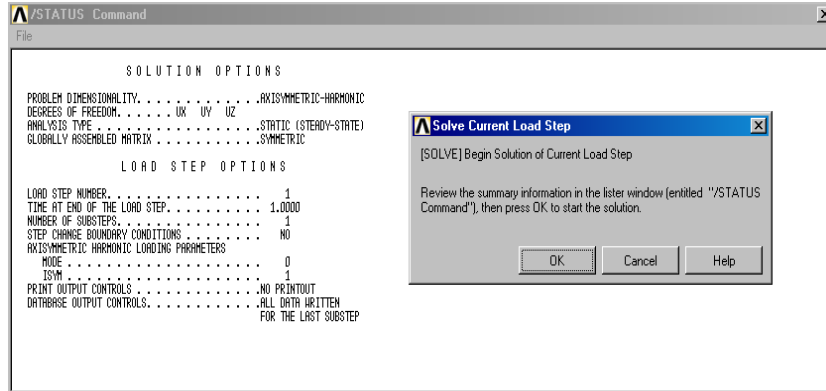 /STATUS Command
File
SOLUTION OPTIONS
PROBLEM DIMENSIONALITY. . . . . . . . . . . . .AXISYMMETRIC-HARMONIC
DEGREES OF FREEDOM. . . . . . UX UY UZ
ANALYSIS TYPE . . . . . . . . . . . . . . . . .STATIC (STEADY-STATE)
GLOBALLY ASSEMBLED MATRIX . . . . . . . . . . .SYMMETRIC
LOAD STEP OPTIONS
LOAD STEP NUMBER. . . . . . . . . . . . . . . . 1
TIME AT END OF THE LOAD STEP. . . . . . . . . . 1.0000
NUMBER OF SUBSTEPS. . . . . . . . . . . . . . . 1
STEP CHANGE BOUNDARY CONDITIONS . . . . . . . . NO
AXISYMMETRIC HARMONIC LOADING PARAMETERS
MODE . . . . . . . . . . . . . . . . . . . . . 0
ISYM . . . . . . . . . . . . . . . . . . . . . 1
PRINT OUTPUT CONTROLS . . . . . . . . . . . . .NO PRINTOUT
DATABASE OUTPUT CONTROLS. . . . . . . . . . . .ALL DATA WRITTEN
FOR THE LAST SUBSTEP
Solve Current Load Step
[SOLVE] Begin Solution of Current Load Step
Review the summary information in the lister window (entitled "/STATUS
Command"), then press OK to start the solution.
OK Cancel Help